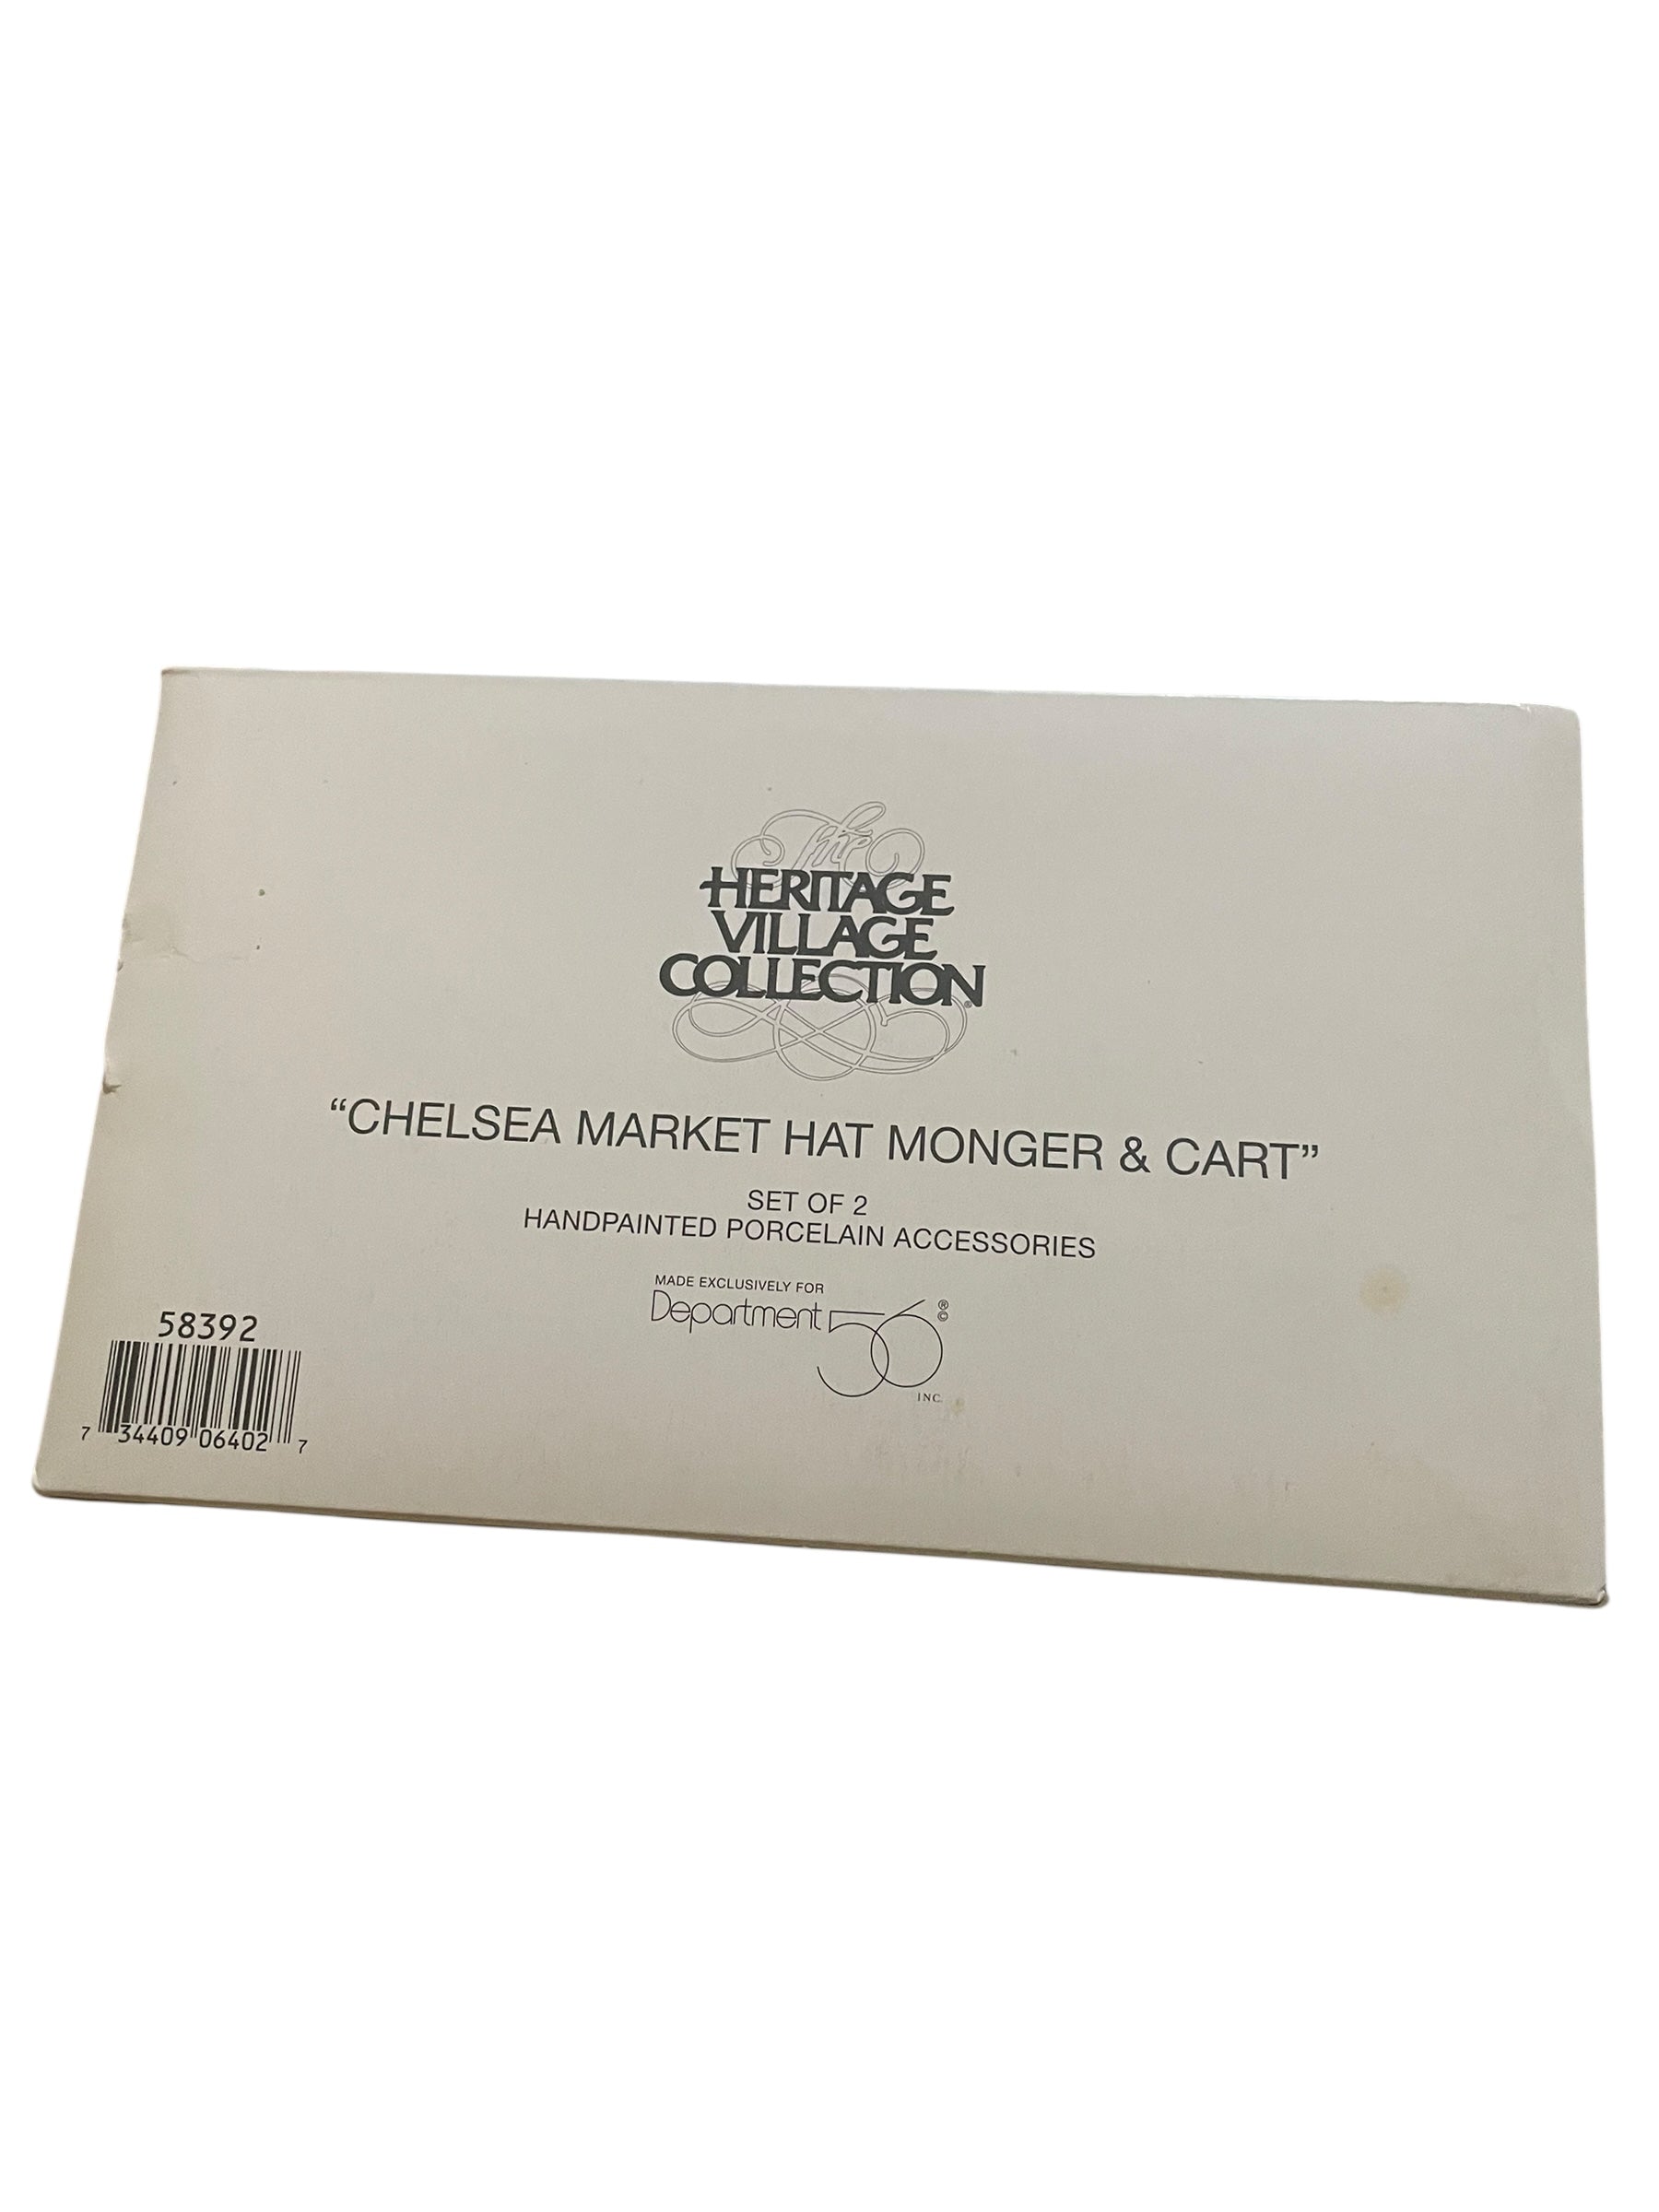 The
HERITAGE
VILLAGE
COLLECTION®
“CHELSEA MARKET HAT MONGER & CART”
SET OF 2
HANDPAINTED PORCELAIN ACCESSORIES
MADE EXCLUSIVELY FOR
Department 56 ® ©
INC.
58392
7 34409 06402 7